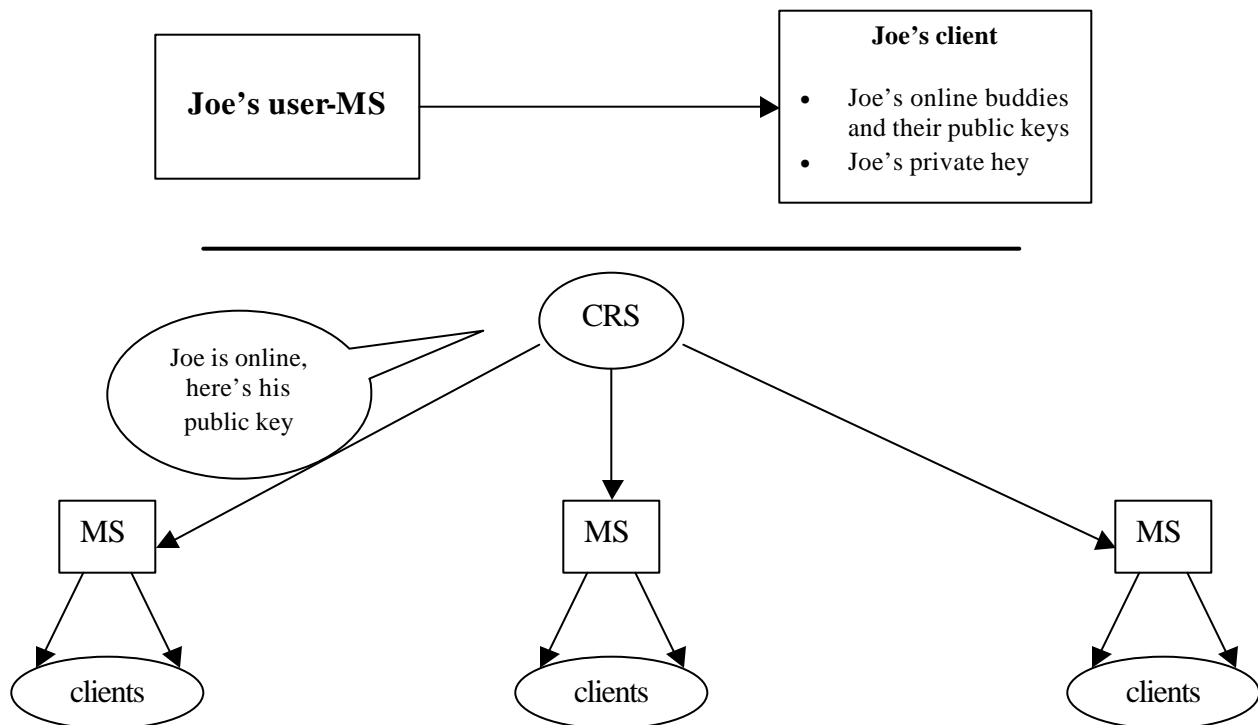 Joe’s user-MS
Joe’s client
• Joe’s online buddies
and their public keys
• Joe’s private hey
CRS
Joe is online,
here’s his
public key
MS
MS
MS
clients
clients
clients